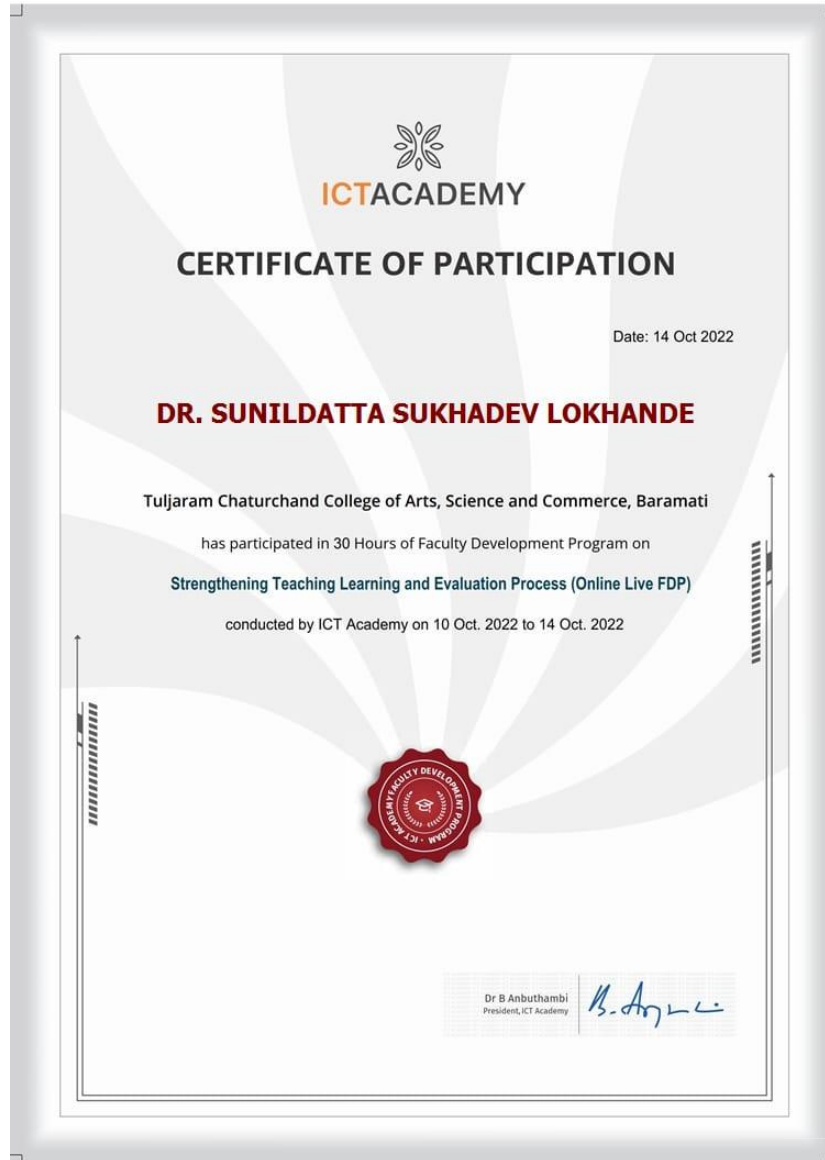 ICTACADEMY
CERTIFICATE OF PARTICIPATION
Date: 14 Oct 2022
DR. SUNILDATTA SUKHADEV LOKHANDE
Tuljaram Chaturchand College of Arts, Science and Commerce, Baramati
has participated in 30 Hours of Faculty Development Program on
Strengthening Teaching Learning and Evaluation Process (Online Live FDP)
conducted by ICT Academy on 10 Oct. 2022 to 14 Oct. 2022
ICT ACADEMY FACULTY DEVELOPMENT PROGRAM
Dr B Anbuthambi
President, ICT Academy